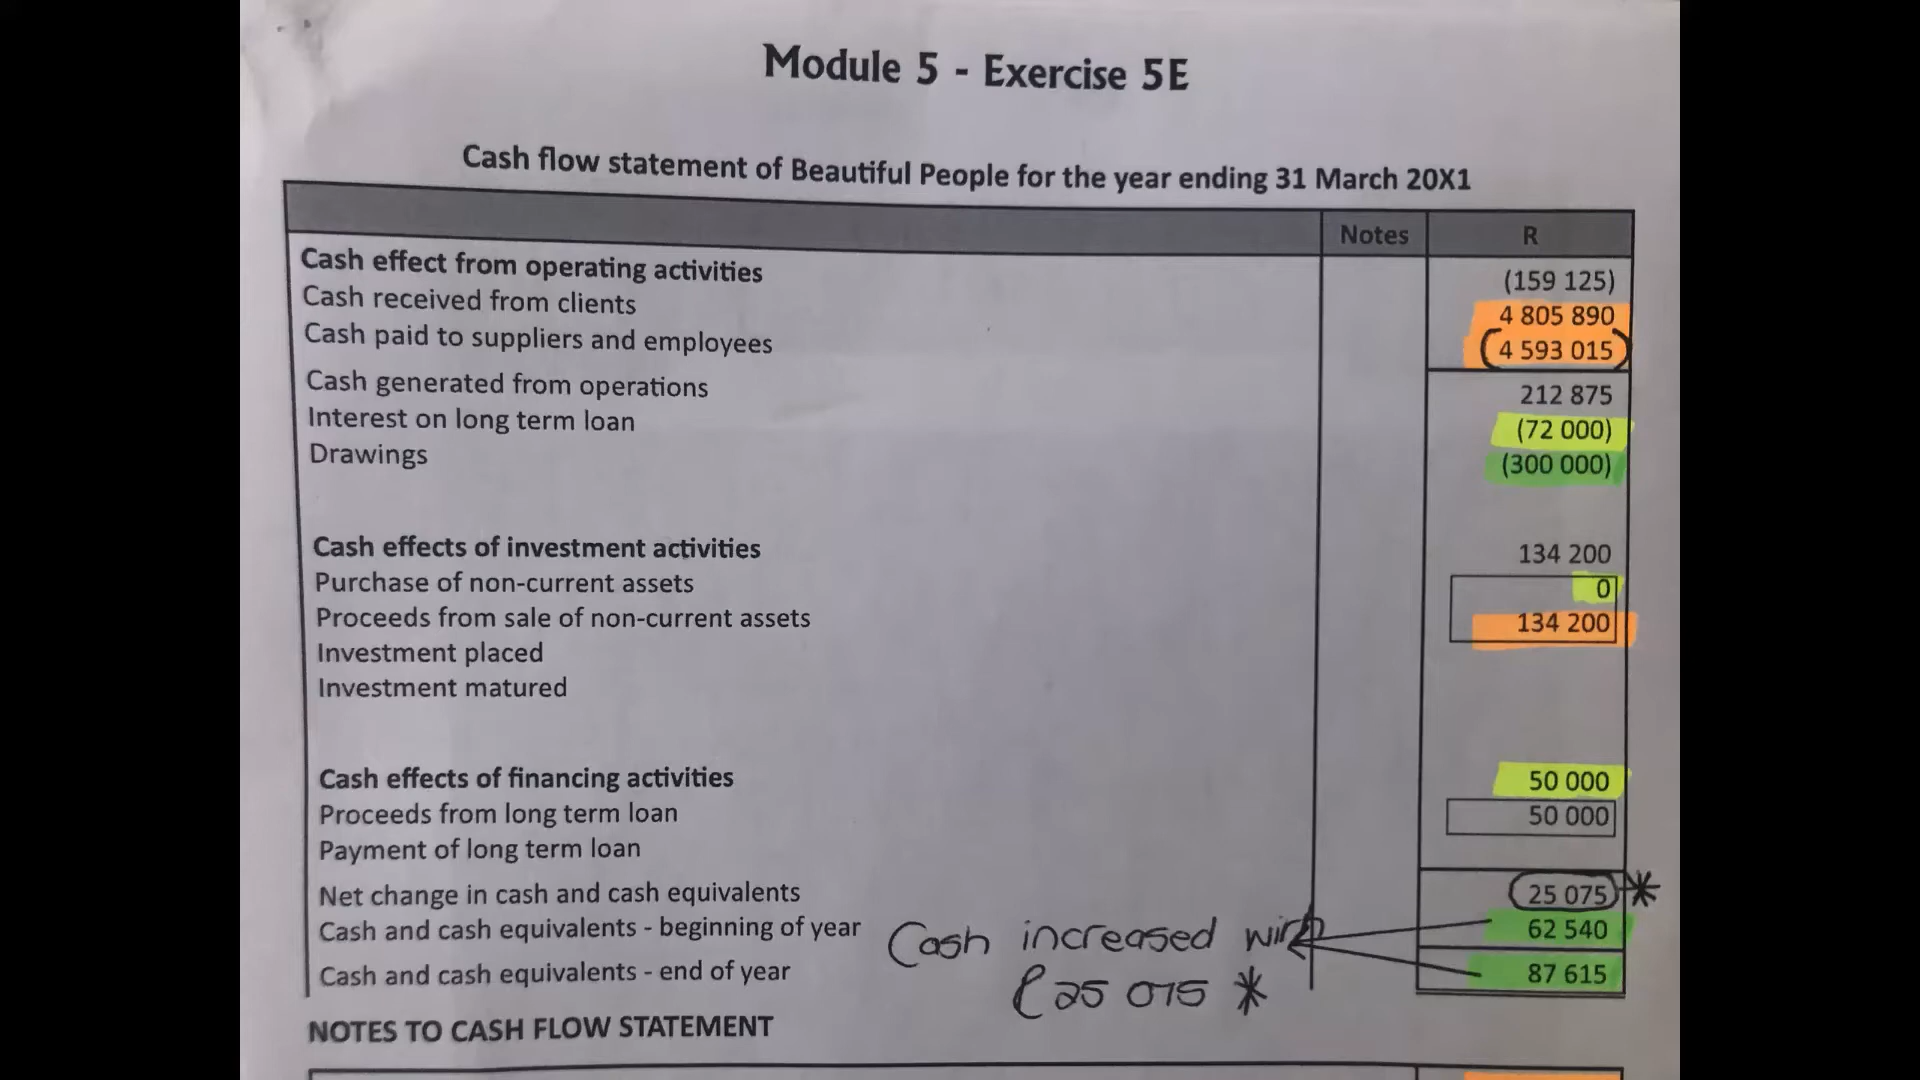 Module 5 - Exercise 5E
Cash flow statement of Beautiful People for the year ending 31 March 20X1
Notes R
Cash effect from operating activities (159 125)
Cash received from clients 4 805 890
Cash paid to suppliers and employees (4 593 015)
Cash generated from operations 212 875
Interest on long term loan (72 000)
Drawings (300 000)
Cash effects of investment activities 134 200
Purchase of non-current assets 0
Proceeds from sale of non-current assets 134 200
Investment placed
Investment matured
Cash effects of financing activities 50 000
Proceeds from long term loan 50 000
Payment of long term loan
Net change in cash and cash equivalents 25 075 *
Cash and cash equivalents - beginning of year 62 540
Cash increased with
Cash and cash equivalents - end of year 87 615
R25 075 *
NOTES TO CASH FLOW STATEMENT